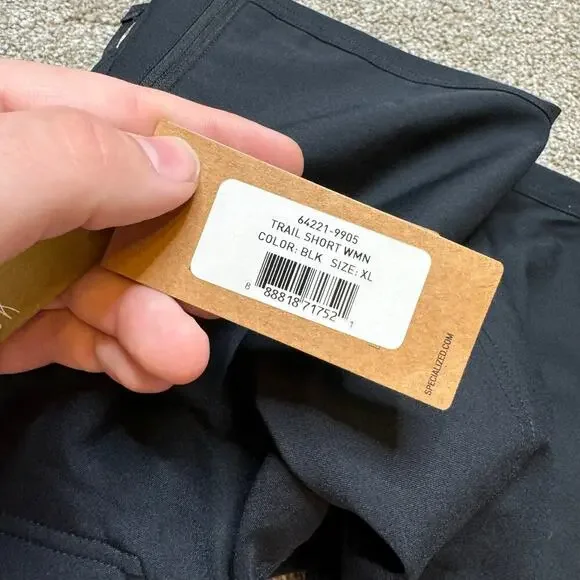 64221-9905
TRAIL SHORT WMN
COLOR: BLK SIZE: XL
8 88818 71752 1
SPECIALIZED.COM